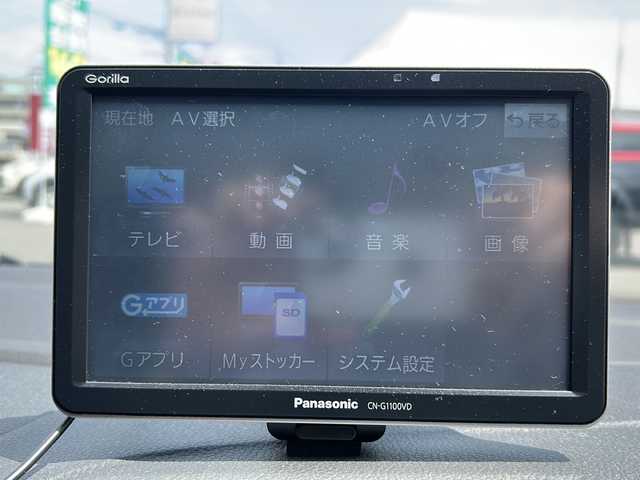 Gorilla
現在地 AV選択 AVオフ 戻る
テレビ 動画 音楽 画像
Gアプリ
SD
Gアプリ Myストッカー システム設定
Panasonic CN-G1100VD